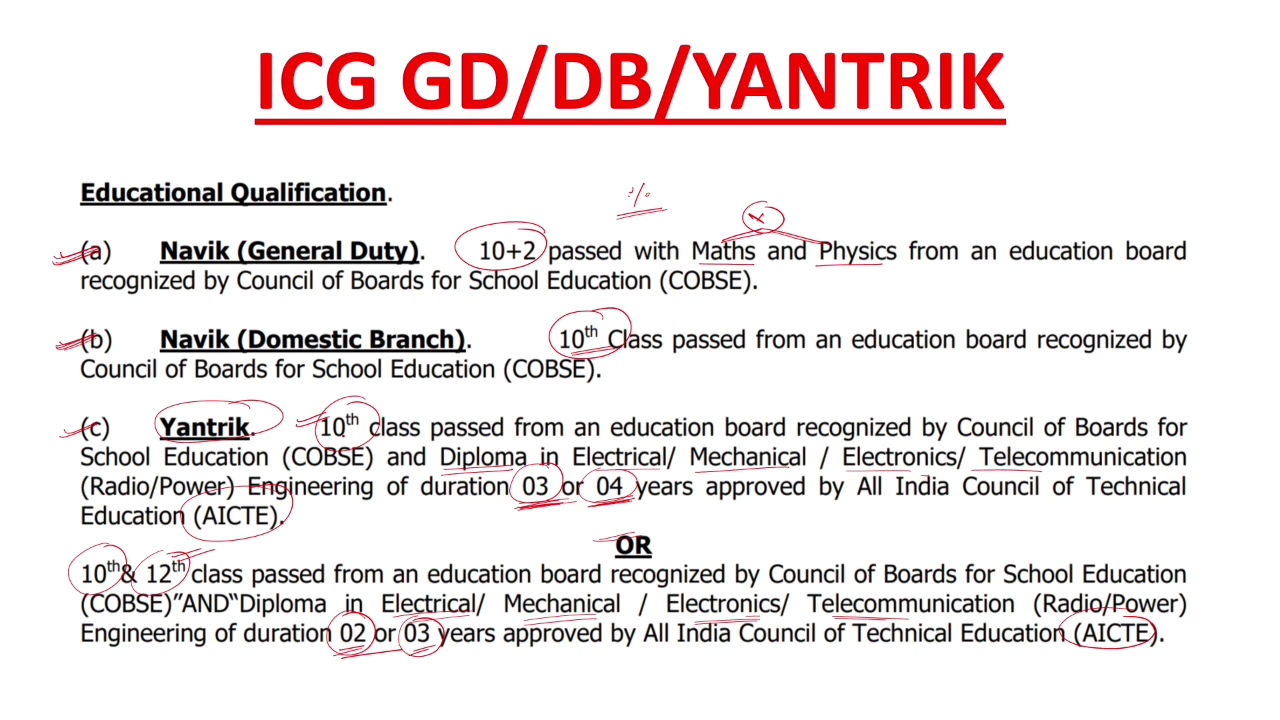 ICG GD/DB/YANTRIK
Educational Qualification.
%
(a) Navik (General Duty). 10+2 passed with Maths and Physics from an education board
recognized by Council of Boards for School Education (COBSE).
(b) Navik (Domestic Branch). 10th Class passed from an education board recognized by
Council of Boards for School Education (COBSE).
(c) Yantrik. 10th class passed from an education board recognized by Council of Boards for
School Education (COBSE) and Diploma in Electrical/ Mechanical / Electronics/ Telecommunication
(Radio/Power) Engineering of duration 03 or 04 years approved by All India Council of Technical
Education (AICTE).
OR
10th& 12th class passed from an education board recognized by Council of Boards for School Education
(COBSE)”AND“Diploma in Electrical/ Mechanical / Electronics/ Telecommunication (Radio/Power)
Engineering of duration 02 or 03 years approved by All India Council of Technical Education (AICTE).